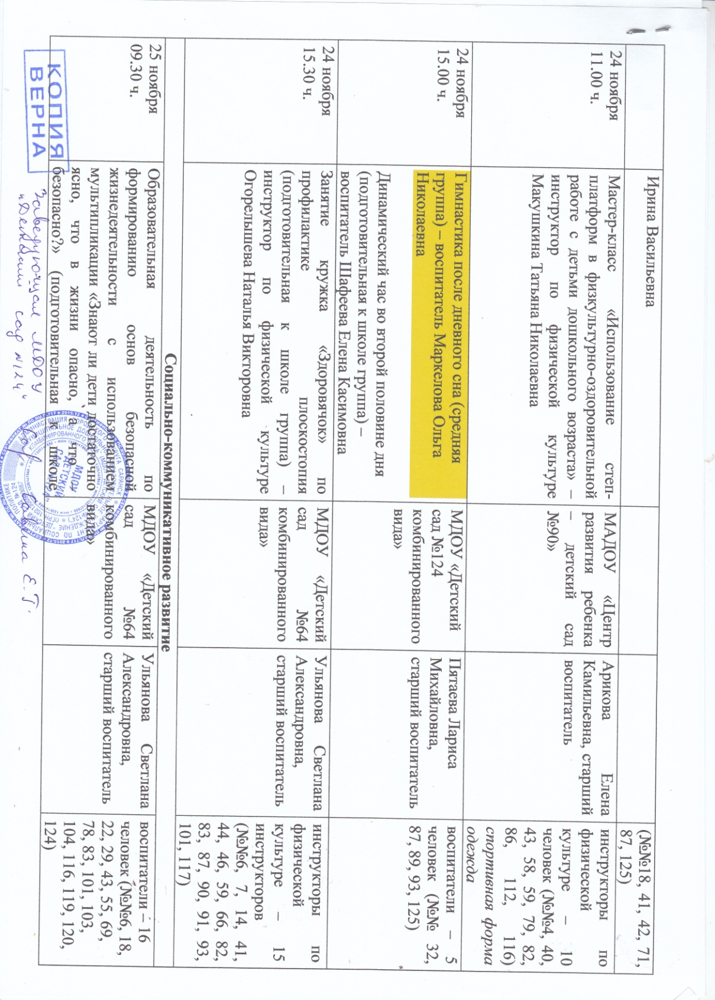 Ирина Васильевна
(№№18, 41, 42, 71,
87, 125)
24 ноября
11.00 ч.
Мастер-класс «Использование степ-
платформ в физкультурно-оздоровительной
работе с детьми дошкольного возраста» –
инструктор по физической культуре
Макушкина Татьяна Николаевна
МАДОУ «Центр
развития ребенка
– детский сад
№90»
Арикова Елена
Камильевна, старший
воспитатель
инструкторы по
физической
культуре – 10
человек (№№4, 40,
43, 58, 59, 79, 82,
86, 112, 116)
спортивная форма
одежда
24 ноября
15.00 ч.
Гимнастика после дневного сна (средняя
группа) – воспитатель Маркелова Ольга
Николаевна
Динамический час во второй половине дня
(подготовительная к школе группа) –
воспитатель Шафеева Елена Касимовна
МДОУ «Детский
сад №124
комбинированного
вида»
Пятаева Лариса
Михайловна,
старший воспитатель
воспитатели – 5
человек (№№ 32,
87, 89, 93, 125)
24 ноября
15.30 ч.
Занятие кружка «Здоровячок» по
профилактике плоскостопия
(подготовительная к школе группа) –
инструктор по физической культуре
Огорелышева Наталья Викторовна
МДОУ «Детский
сад №64
комбинированного
вида»
Ульянова Светлана
Александровна,
старший воспитатель
инструкторы по
физической
культуре – 15
инструкторов
(№№6, 7, 14, 41,
44, 46, 59, 66, 82,
83, 87, 90, 91, 93,
101, 117)
Социально-коммуникативное развитие
25 ноября
09.30 ч.
Образовательная деятельность по
формированию основ безопасной
жизнедеятельности с использованием
мультипликации «Знают ли дети достаточно
ясно, что в жизни опасно, а что
безопасно?» (подготовительная к школе
МДОУ «Детский
сад №64
комбинированного
вида»
Ульянова Светлана
Александровна,
старший воспитатель
воспитатели – 16
человек (№№6, 18,
22, 29, 43, 55, 69,
78, 83, 101, 103,
104, 116, 119, 120,
124)
КОПИЯ
ВЕРНА
Заведующая МДОУ
"Детский сад №124"
МДОУ
ДЕТСКИЙ